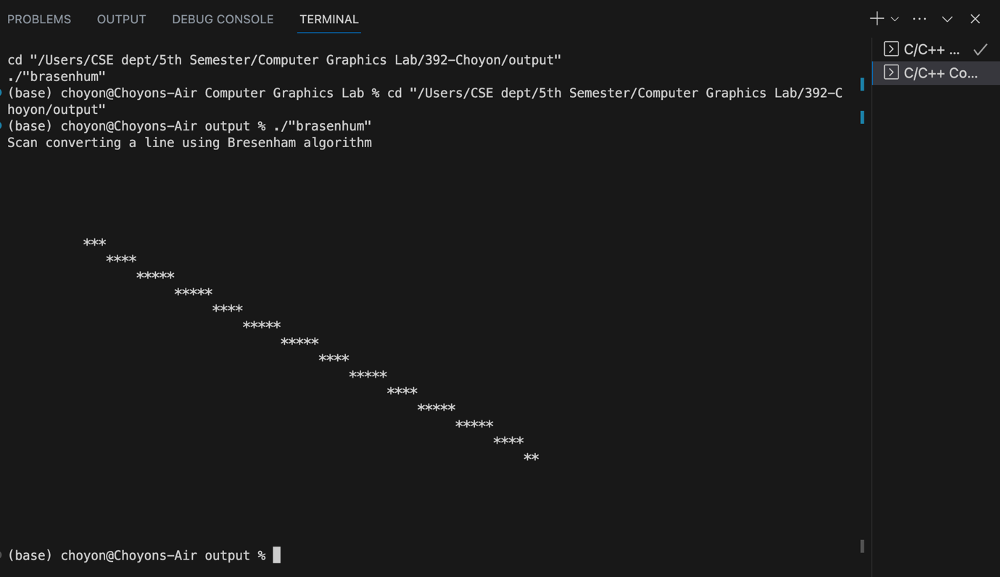 PROBLEMS OUTPUT DEBUG CONSOLE TERMINAL
cd "/Users/CSE dept/5th Semester/Computer Graphics Lab/392-Choyon/output"
./"brasenhum"
(base) choyon@Choyons-Air Computer Graphics Lab % cd "/Users/CSE dept/5th Semester/Computer Graphics Lab/392-C
hoyon/output"
(base) choyon@Choyons-Air output % ./"brasenhum"
Scan converting a line using Bresenham algorithm
***
****
*****
*****
****
*****
*****
****
*****
****
*****
*****
****
**
(base) choyon@Choyons-Air output %
C/C++ ...
C/C++ Co...